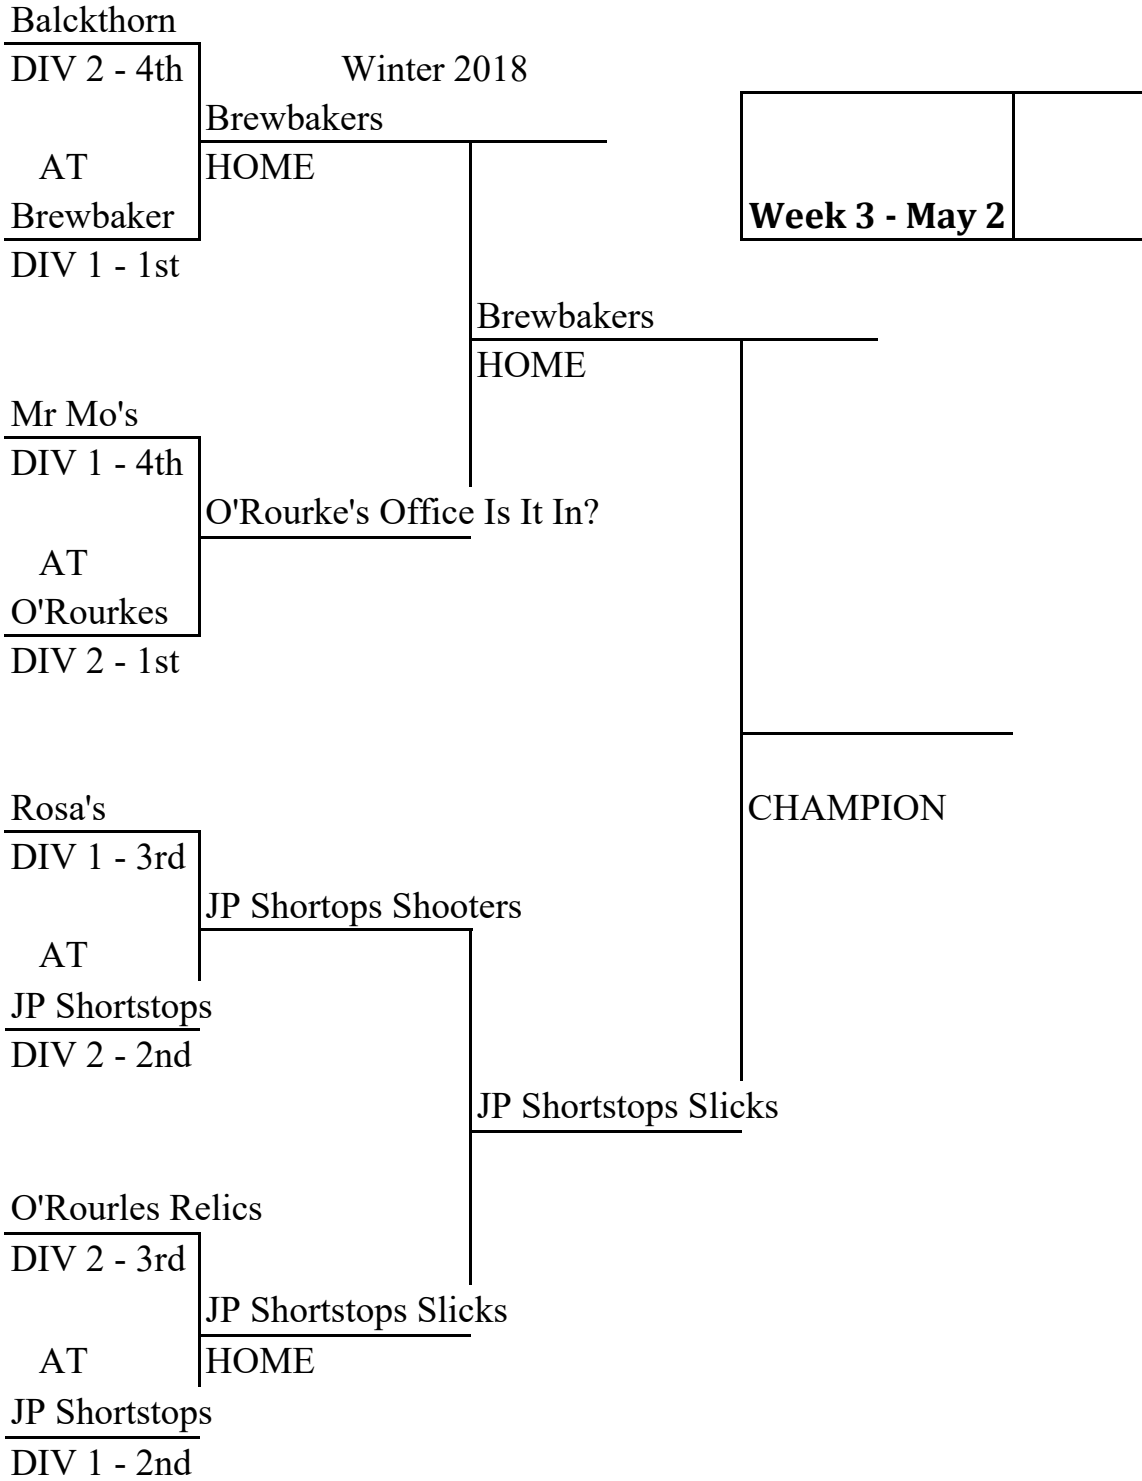 Balckthorn
DIV 2 - 4th
Winter 2018
Brewbakers
AT
HOME
Brewbaker
Week 3 - May 2
DIV 1 - 1st
Brewbakers
HOME
Mr Mo's
DIV 1 - 4th
O'Rourke's Office Is It In?
AT
O'Rourkes
DIV 2 - 1st
Rosa's
CHAMPION
DIV 1 - 3rd
JP Shortops Shooters
AT
JP Shortstops
DIV 2 - 2nd
JP Shortstops Slicks
O'Rourles Relics
DIV 2 - 3rd
JP Shortstops Slicks
AT
HOME
JP Shortstops
DIV 1 - 2nd